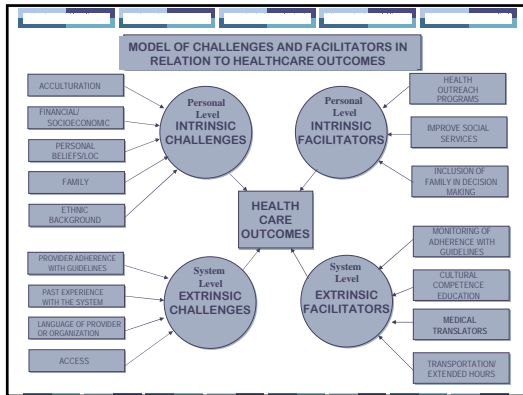 MODEL OF CHALLENGES AND FACILITATORS IN
RELATION TO HEALTHCARE OUTCOMES
ACCULTURATION
FINANCIAL/
SOCIOECONOMIC
PERSONAL
BELIEFS/LOC
FAMILY
ETHNIC
BACKGROUND
Personal
Level
INTRINSIC
CHALLENGES
Personal
Level
INTRINSIC
FACILITATORS
HEALTH
OUTREACH
PROGRAMS
IMPROVE SOCIAL
SERVICES
INCLUSION OF
FAMILY IN DECISION
MAKING
HEALTH
CARE
OUTCOMES
PROVIDER ADHERENCE
WITH GUIDELINES
PAST EXPERIENCE
WITH THE SYSTEM
LANGUAGE OF PROVIDER
OR ORGANIZATION
ACCESS
System
Level
EXTRINSIC
CHALLENGES
System
Level
EXTRINSIC
FACILITATORS
MONITORING OF
ADHERENCE WITH
GUIDELINES
CULTURAL
COMPETENCE
EDUCATION
MEDICAL
TRANSLATORS
TRANSPORTATION/
EXTENDED HOURS